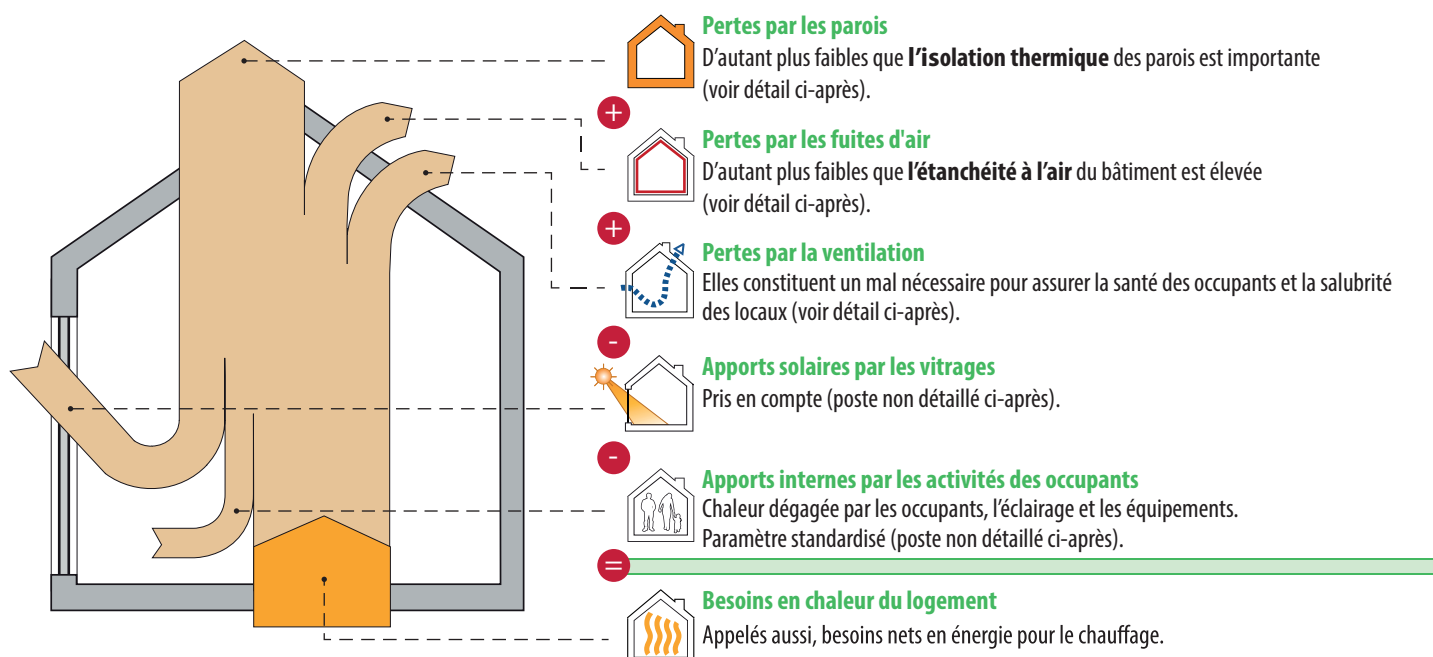 Pertes par les parois
D'autant plus faibles que l'isolation thermique des parois est importante
(voir détail ci-après).
+
Pertes par les fuites d'air
D'autant plus faibles que l'étanchéité à l'air du bâtiment est élevée
(voir détail ci-après).
+
Pertes par la ventilation
Elles constituent un mal nécessaire pour assurer la santé des occupants et la salubrité
des locaux (voir détail ci-après).
-
Apports solaires par les vitrages
Pris en compte (poste non détaillé ci-après).
-
Apports internes par les activités des occupants
Chaleur dégagée par les occupants, l'éclairage et les équipements.
Paramètre standardisé (poste non détaillé ci-après).
=
Besoins en chaleur du logement
Appelés aussi, besoins nets en énergie pour le chauffage.